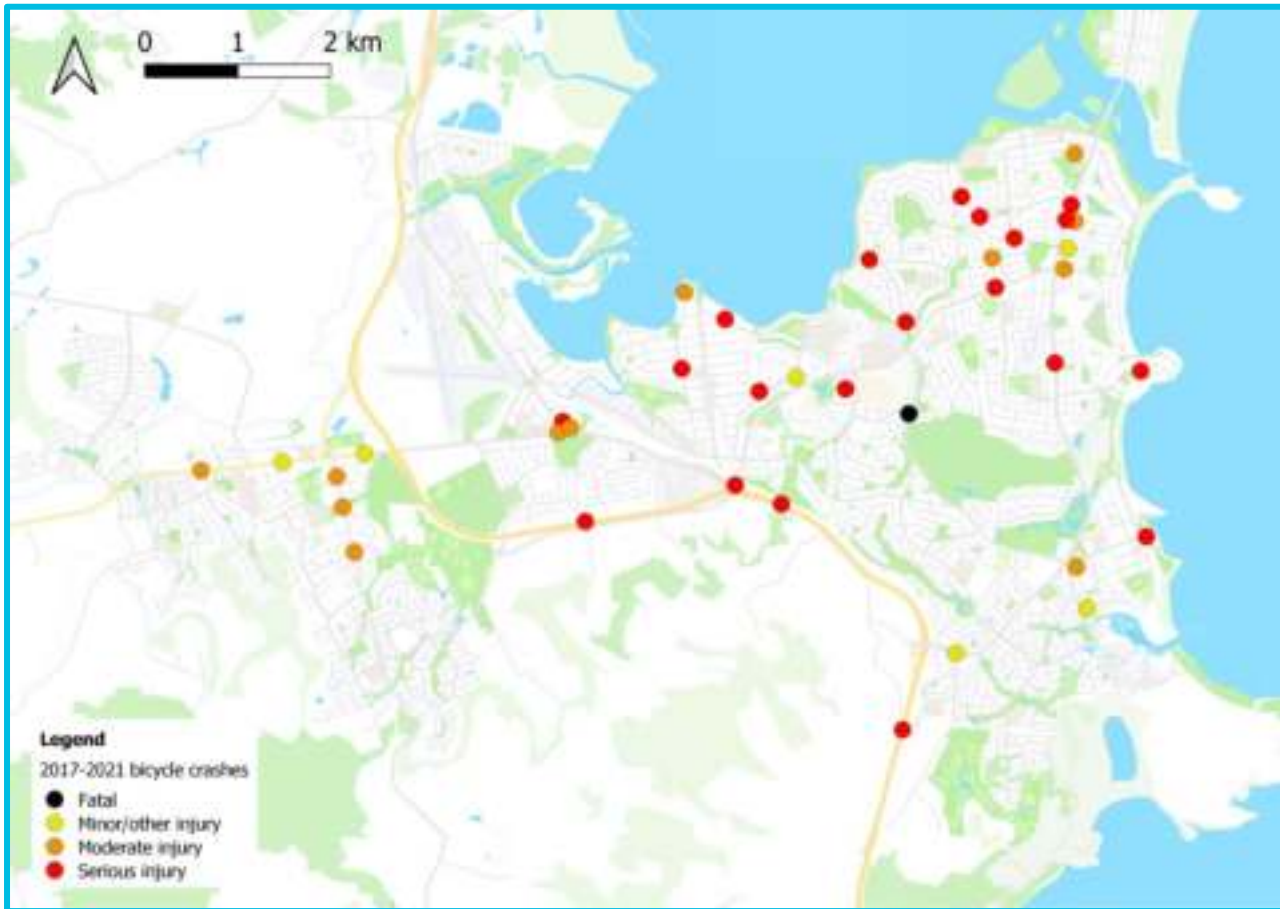 0 1 2 km
Legend
2017-2021 bicycle crashes
Fatal
Minor/other injury
Moderate injury
Serious injury